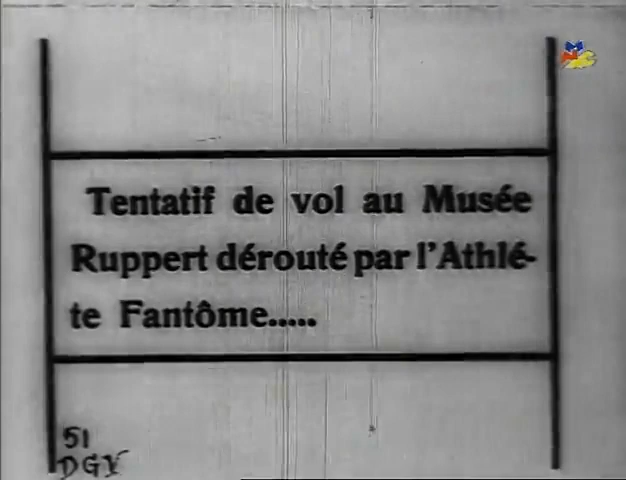 Tentatif de vol au Musée
Ruppert dérouté par l'Athlé-
te Fantôme.....
51
DGY